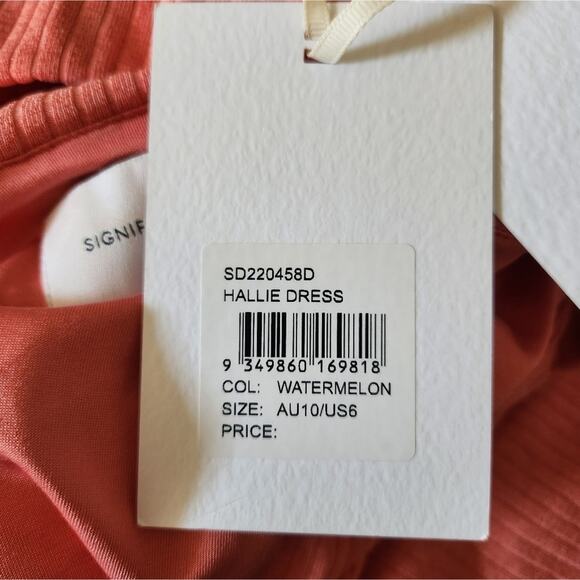 SIGNIF
SD220458D
HALLIE DRESS
9 349860 169818
COL: WATERMELON
SIZE: AU10/US6
PRICE: